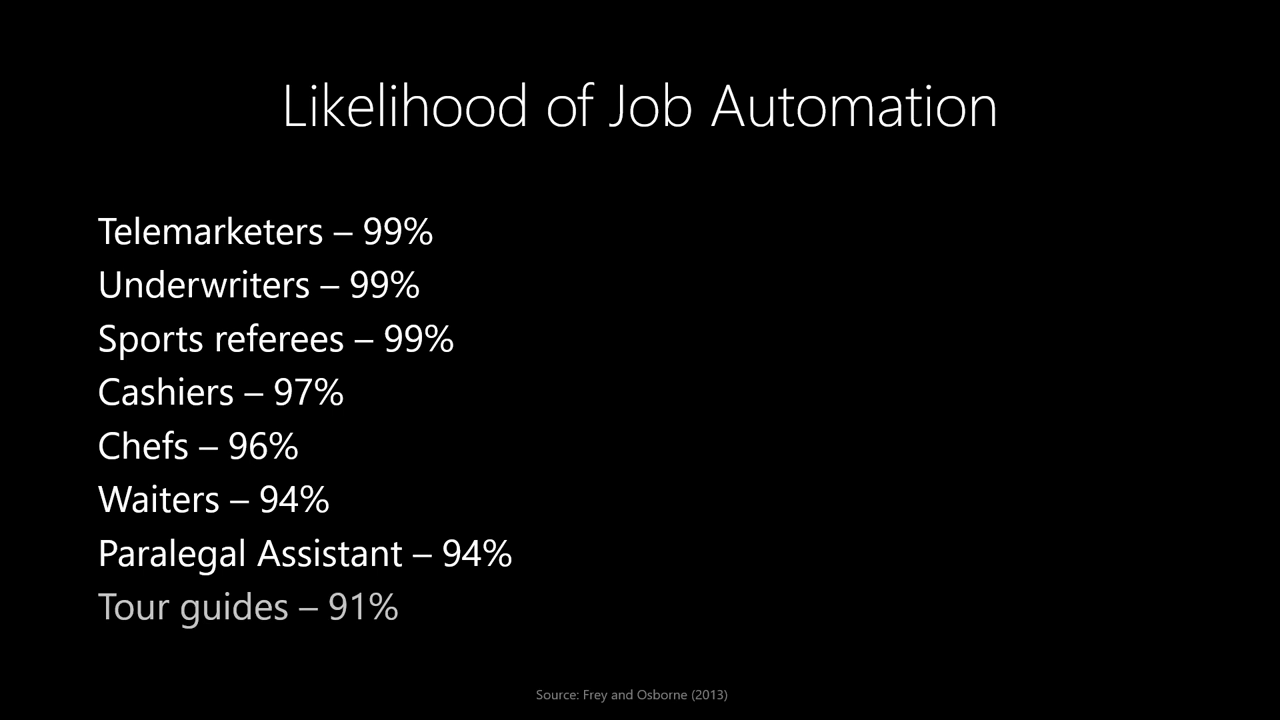 Likelihood of Job Automation
Telemarketers – 99%
Underwriters – 99%
Sports referees – 99%
Cashiers – 97%
Chefs – 96%
Waiters – 94%
Paralegal Assistant – 94%
Tour guides – 91%
Source: Frey and Osborne (2013)